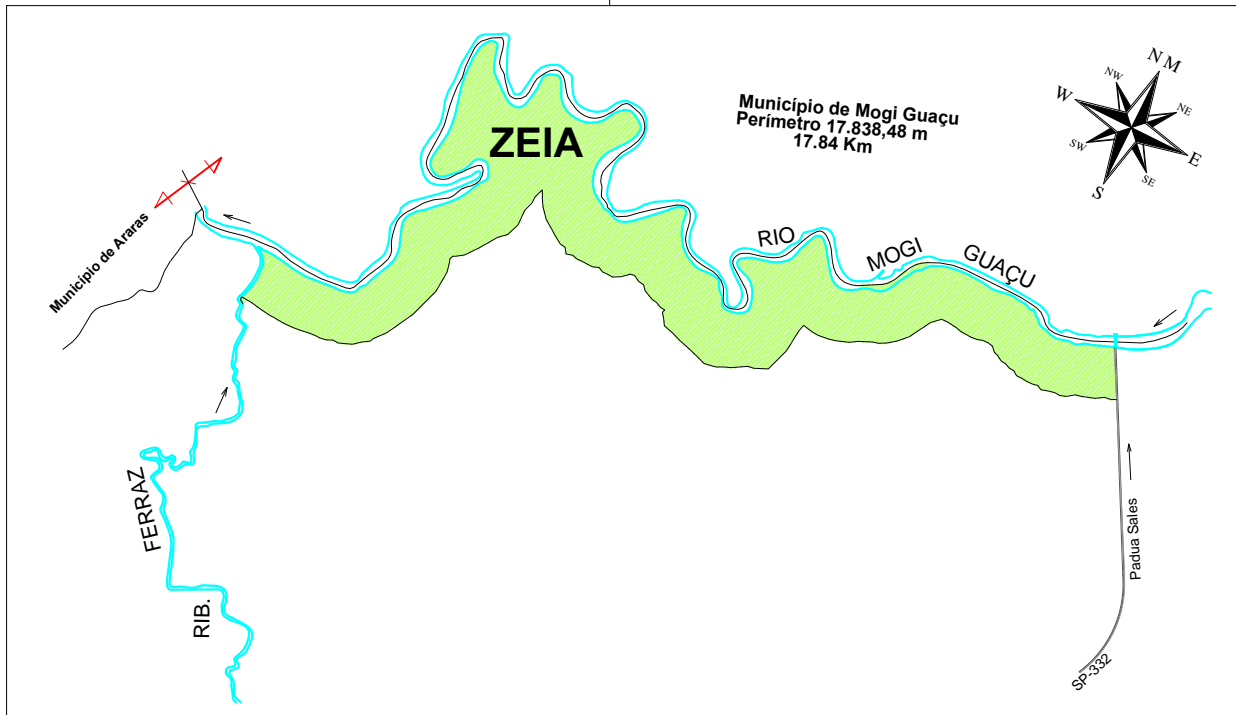 N M
NW
W
NE
SW
E
SE
S
Município de Mogi Guaçu
Perímetro 17.838,48 m
17.84 Km
ZEIA
Município de Araras
RIO
MOGI
GUAÇU
FERRAZ
RIB.
Padua Sales
SP-332